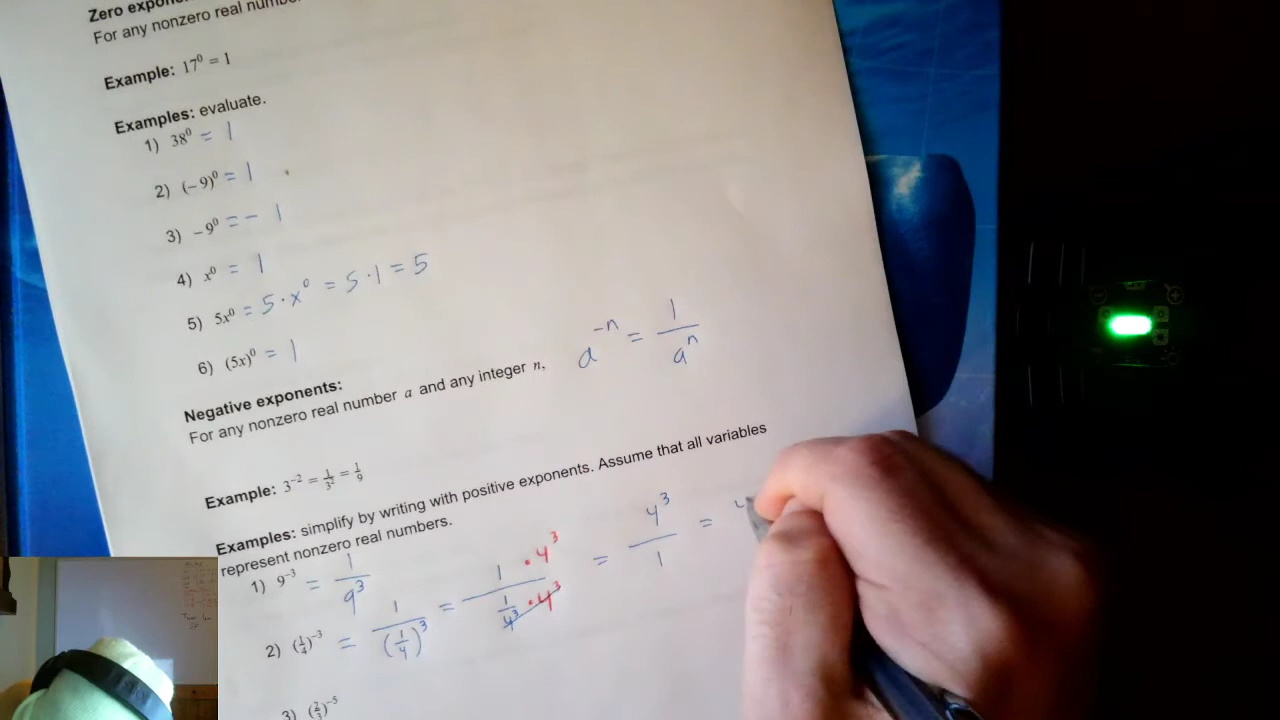 Zero expon
For any nonzero real numbe
Example: 17⁰ = 1
Examples: evaluate.
1) 38⁰ = 1
2) (−9)⁰ = 1
3) −9⁰ = − 1
4) x⁰ = 1
5) 5x⁰ = 5 · x⁰ = 5 · 1 = 5
6) (5x)⁰ = 1
Negative exponents:
For any nonzero real number a and any integer n, a⁻ⁿ = 1/aⁿ
Example: 3⁻² = 1/3² = 1/9
Examples: simplify by writing with positive exponents. Assume that all variables
represent nonzero real numbers.
1) 9⁻³ = 1/9³
2) (1/4)⁻³ = 1/(1/4)³ = (1 · 4³)/(1/4³ · 4³) = 4³/1 =
3) (2/3)⁻⁵